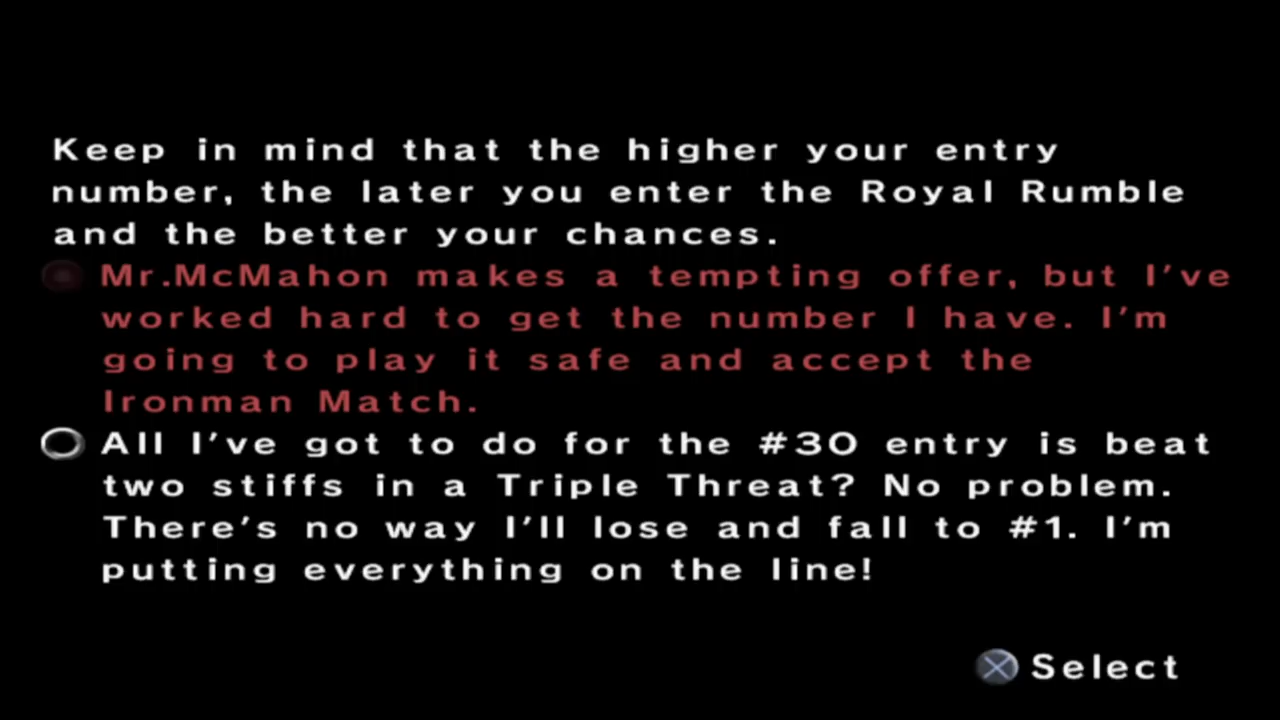 Keep in mind that the higher your entry
number, the later you enter the Royal Rumble
and the better your chances.
Mr.McMahon makes a tempting offer, but I've
worked hard to get the number I have. I'm
going to play it safe and accept the
Ironman Match.
All I've got to do for the #30 entry is beat
two stiffs in a Triple Threat? No problem.
There's no way I'll lose and fall to #1. I'm
putting everything on the line!
Select